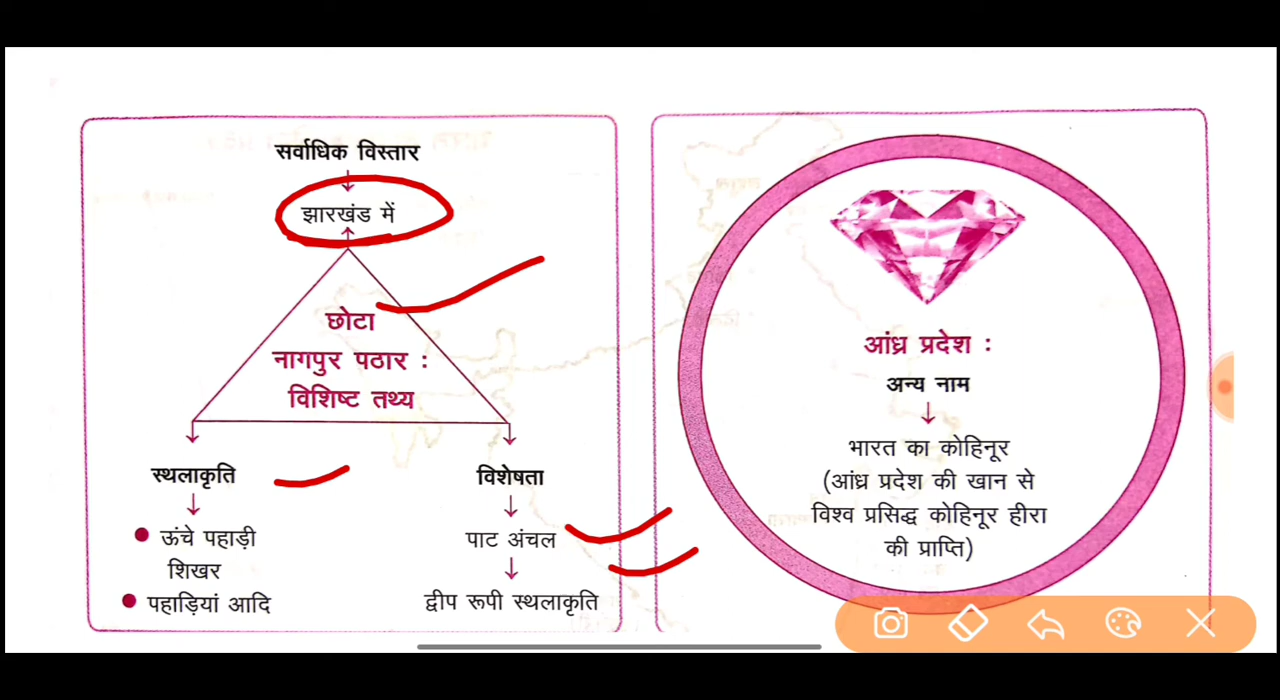 सर्वाधिक विस्तार
झारखंड में
छोटा
नागपुर पठार :
विशिष्ट तथ्य
स्थलाकृति
ऊंचे पहाड़ी
शिखर
पहाड़ियां आदि
विशेषता
पाट अंचल
द्वीप रूपी स्थलाकृति
आंध्र प्रदेश :
अन्य नाम
भारत का कोहिनूर
(आंध्र प्रदेश की खान से
विश्व प्रसिद्ध कोहिनूर हीरा
की प्राप्ति)